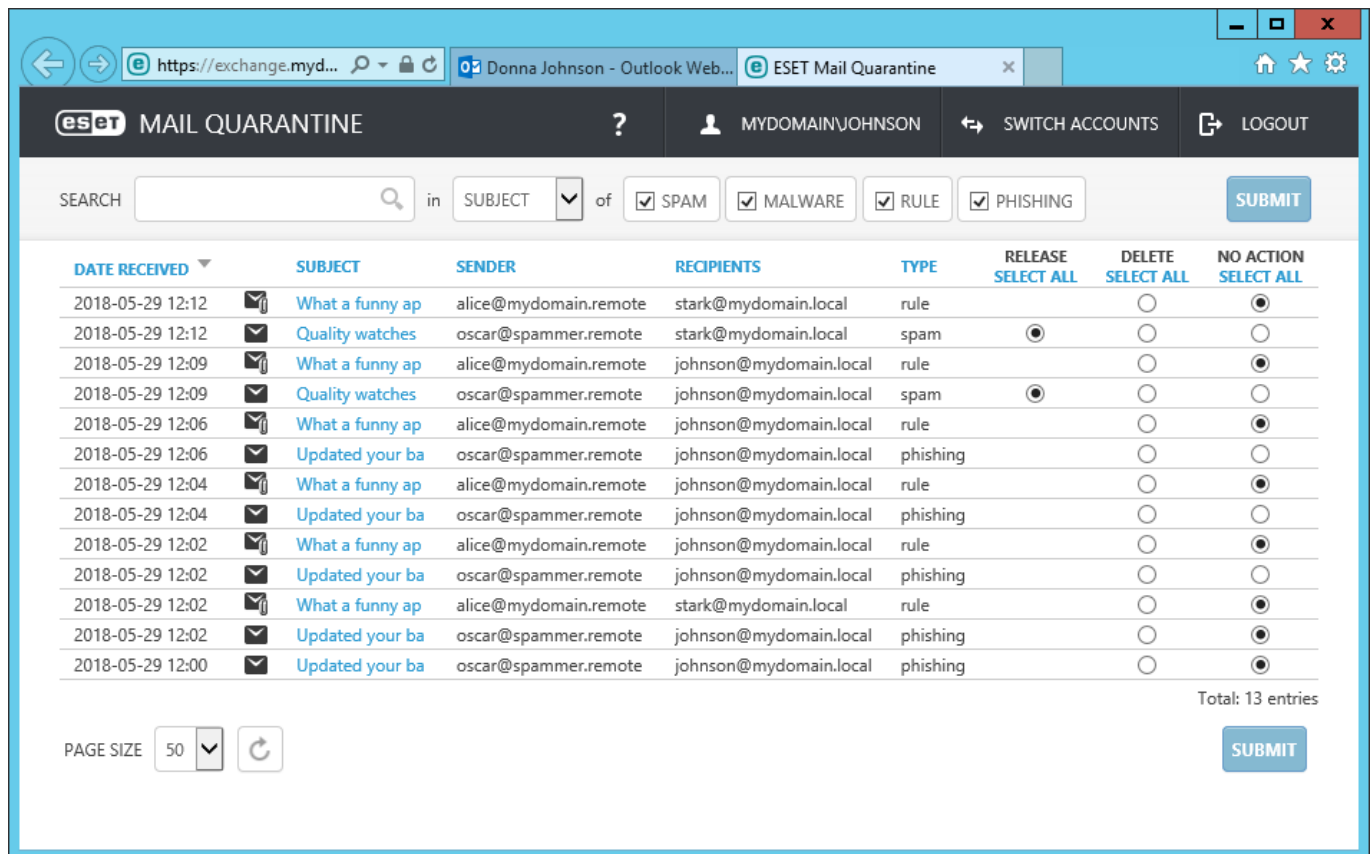 https://exchange.myd... Donna Johnson - Outlook Web... ESET Mail Quarantine
eseT MAIL QUARANTINE ? MYDOMAIN\JOHNSON SWITCH ACCOUNTS LOGOUT
SEARCH in SUBJECT of SPAM MALWARE RULE PHISHING SUBMIT
DATE RECEIVED SUBJECT SENDER RECIPIENTS TYPE RELEASE SELECT ALL DELETE SELECT ALL NO ACTION SELECT ALL
2018-05-29 12:12 What a funny ap alice@mydomain.remote stark@mydomain.local rule
2018-05-29 12:12 Quality watches oscar@spammer.remote stark@mydomain.local spam
2018-05-29 12:09 What a funny ap alice@mydomain.remote johnson@mydomain.local rule
2018-05-29 12:09 Quality watches oscar@spammer.remote johnson@mydomain.local spam
2018-05-29 12:06 What a funny ap alice@mydomain.remote johnson@mydomain.local rule
2018-05-29 12:06 Updated your ba oscar@spammer.remote johnson@mydomain.local phishing
2018-05-29 12:04 What a funny ap alice@mydomain.remote johnson@mydomain.local rule
2018-05-29 12:04 Updated your ba oscar@spammer.remote johnson@mydomain.local phishing
2018-05-29 12:02 What a funny ap alice@mydomain.remote johnson@mydomain.local rule
2018-05-29 12:02 Updated your ba oscar@spammer.remote johnson@mydomain.local phishing
2018-05-29 12:02 What a funny ap alice@mydomain.remote stark@mydomain.local rule
2018-05-29 12:02 Updated your ba oscar@spammer.remote johnson@mydomain.local phishing
2018-05-29 12:00 Updated your ba oscar@spammer.remote johnson@mydomain.local phishing
Total: 13 entries
PAGE SIZE 50 SUBMIT